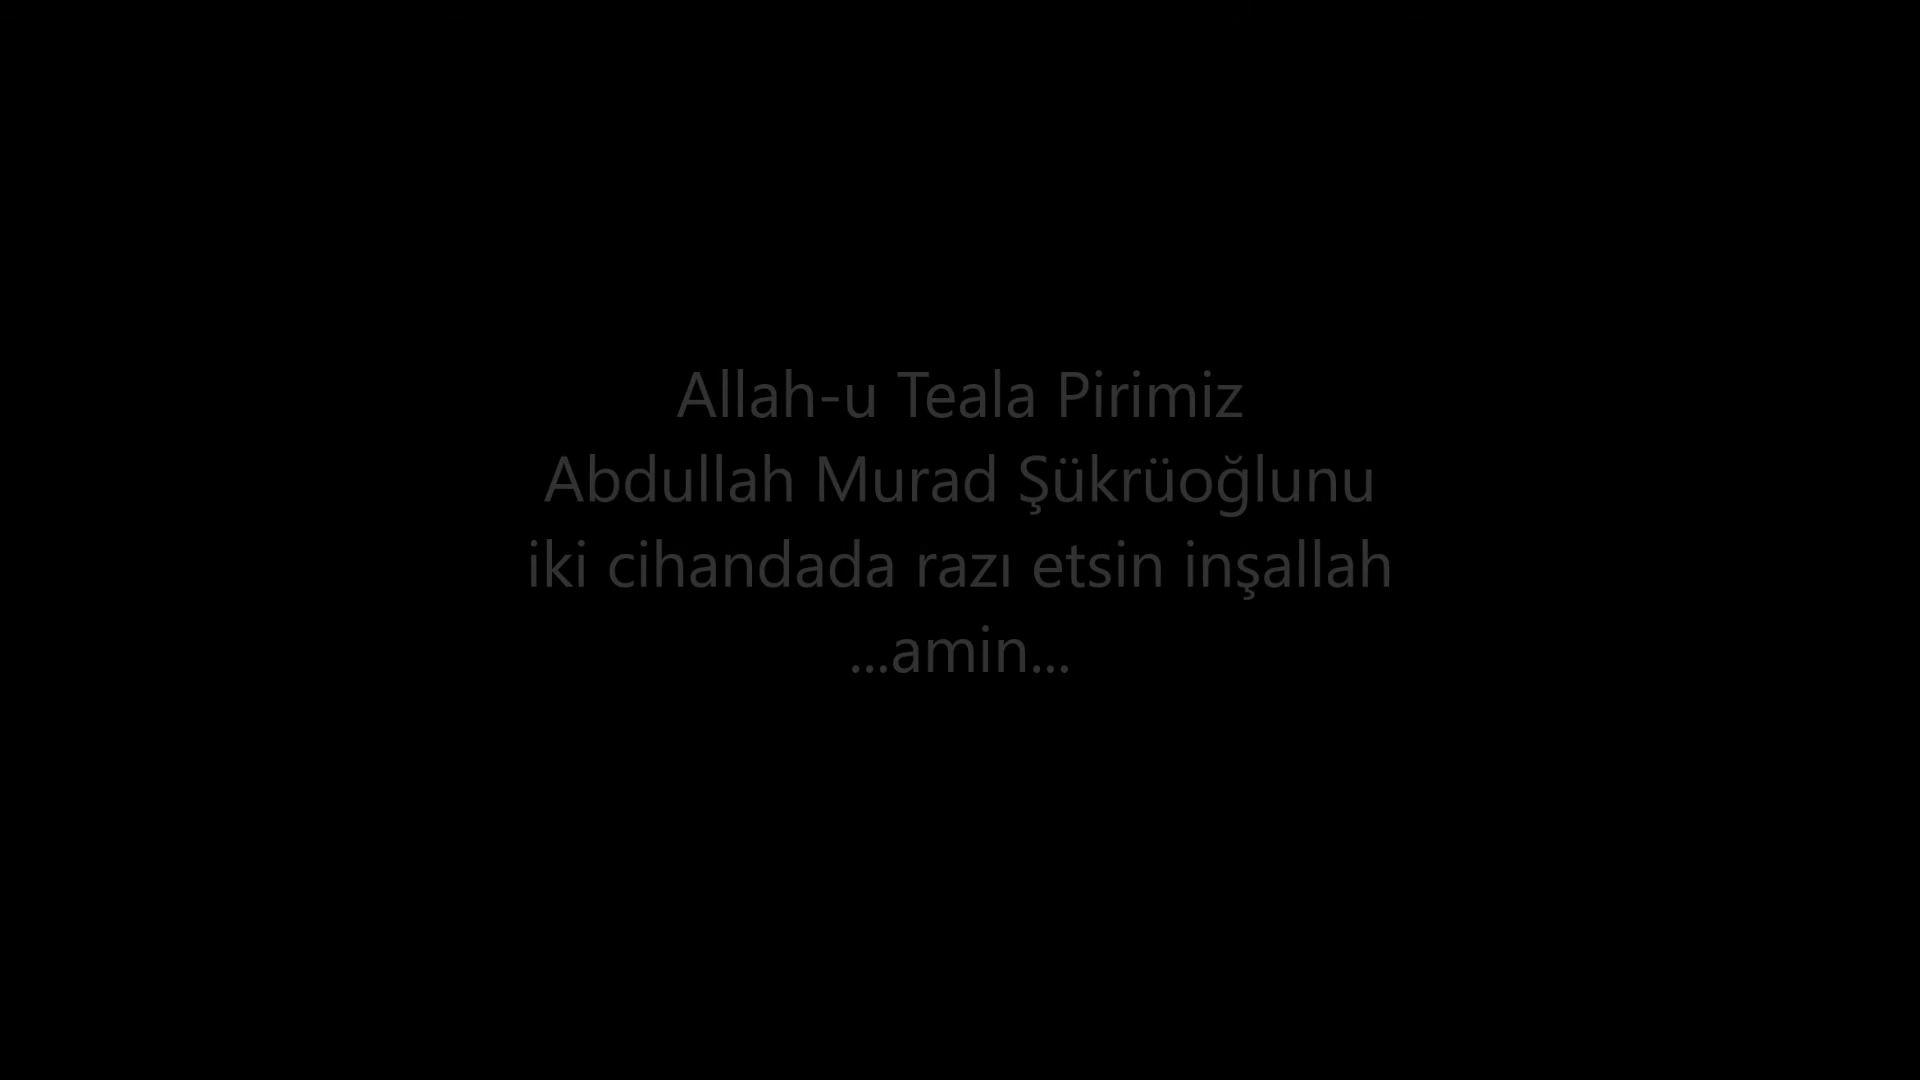 Allah-u Teala Pirimiz
Abdullah Murad Şükrüoğlunu
iki cihandada razı etsin inşallah
...amin...